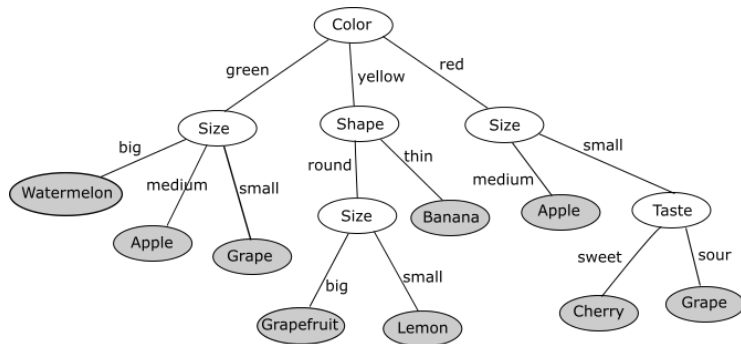 Color
green
yellow
red
Size
Shape
Size
big
medium
small
round
thin
medium
small
Watermelon
Apple
Grape
Size
Banana
Apple
Taste
big
small
sweet
sour
Grapefruit
Lemon
Cherry
Grape